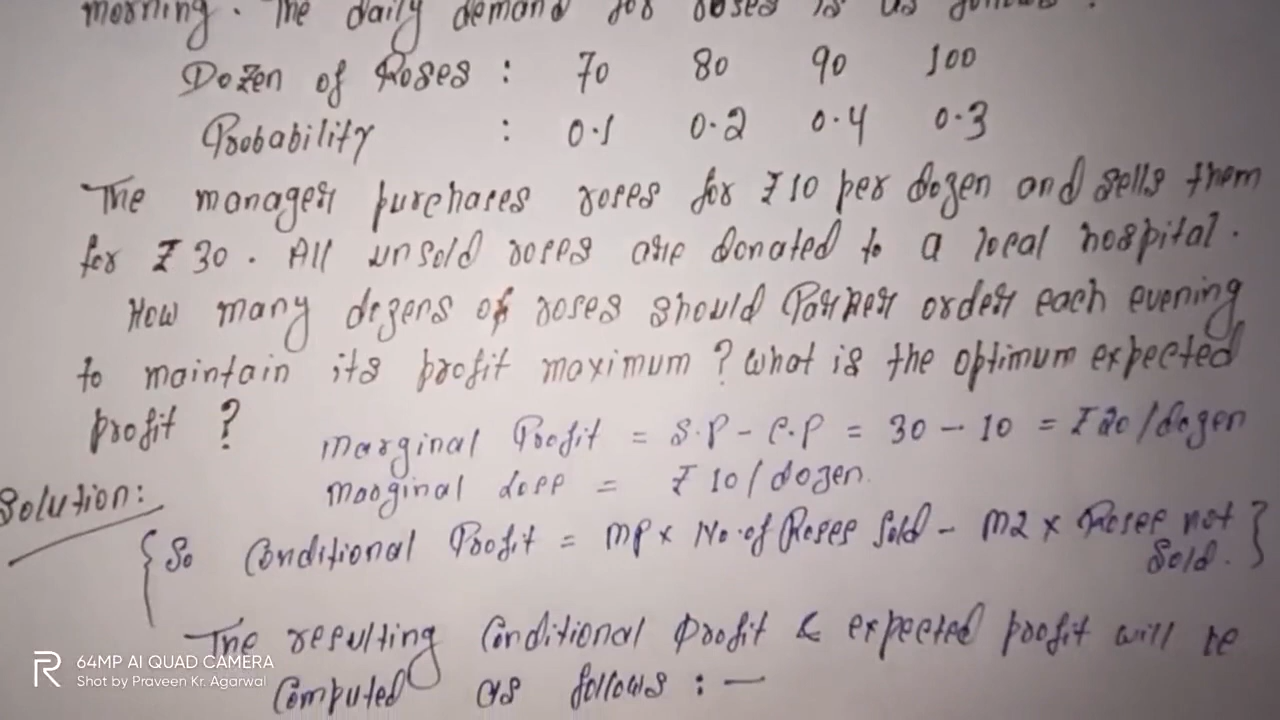 morning. The daily demand for roses is as follows:
Dozen of Roses : 70 80 90 100
Probability : 0.1 0.2 0.4 0.3
The manager purchases roses for ₹10 per dozen and sells them
for ₹30. All unsold roses are donated to a local hospital.
How many dozens of roses should Parker order each evening
to maintain its profit maximum? What is the optimum expected
profit?
Marginal Profit = S.P - C.P = 30 - 10 = ₹20/dozen
Marginal Loss = ₹10/dozen.
Solution:
{So Conditional Profit = MP × No. of Roses Sold - ML × Roses not
Sold.}
The resulting Conditional profit & expected profit will be
Computed as follows : —
64MP AI QUAD CAMERA
Shot by Praveen Kr. Agarwal